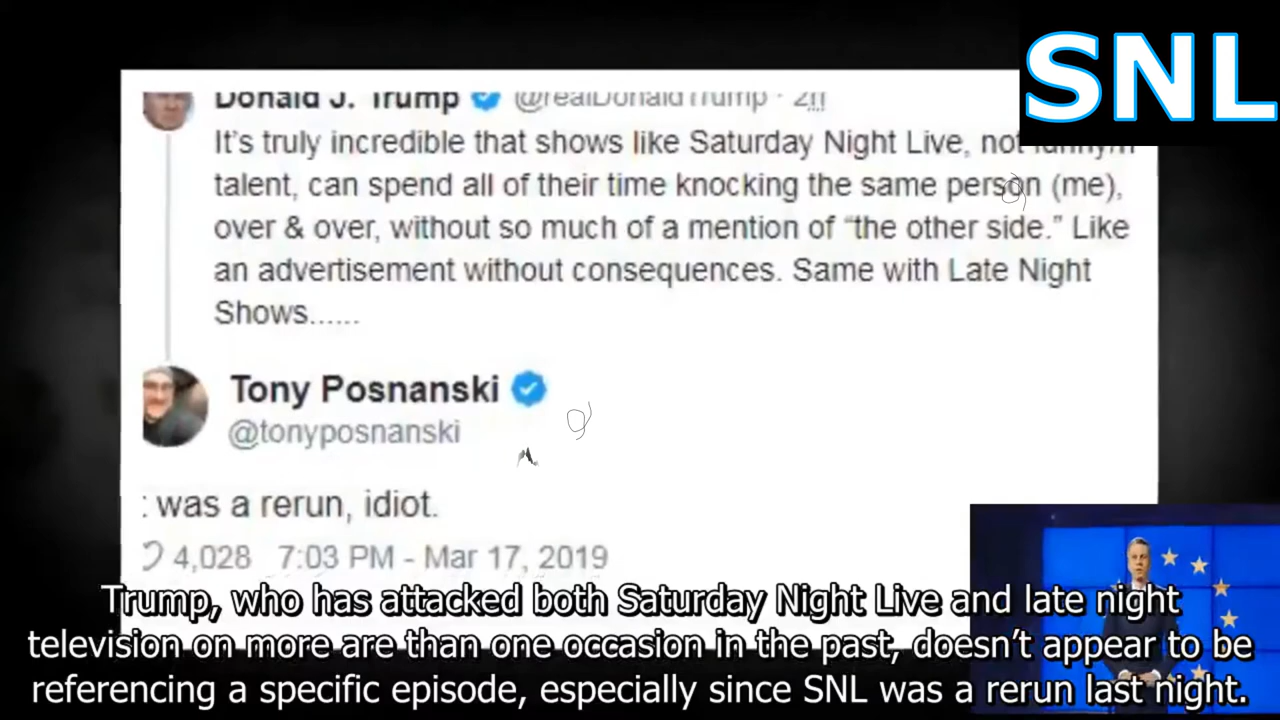 SNL
Donald J. Trump @realDonaldTrump ·
It's truly incredible that shows like Saturday Night Live, not
talent, can spend all of their time knocking the same person (me),
over & over, without so much of a mention of "the other side." Like
an advertisement without consequences. Same with Late Night
Shows......
Tony Posnanski
@tonyposnanski
was a rerun, idiot.
4,028 7:03 PM - Mar 17, 2019
Trump, who has attacked both Saturday Night Live and late night
television on more are than one occasion in the past, doesn't appear to be
referencing a specific episode, especially since SNL was a rerun last night.